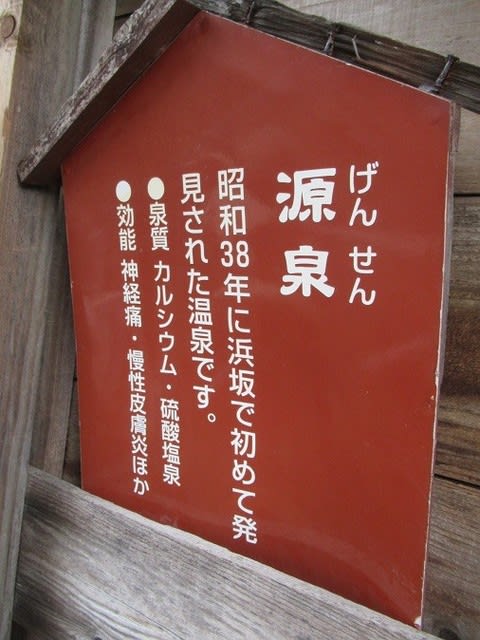 げんせん
源泉
昭和38年に浜坂で初めて発
見された温泉です。
●泉質 カルシウム・硫酸塩泉
●効能 神経痛・慢性皮膚炎ほか